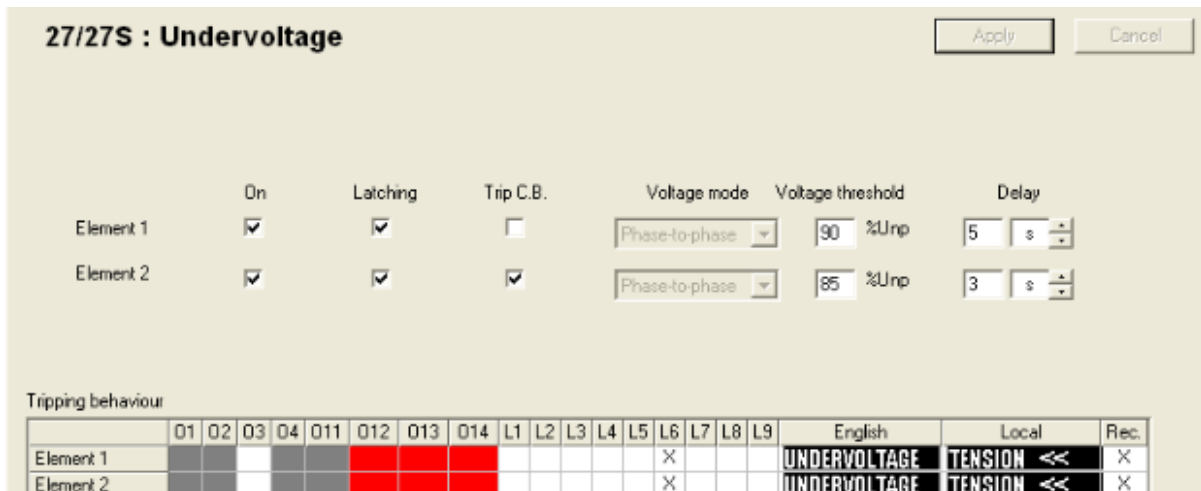 27/27S : Undervoltage Apply Cancel
On Latching Trip C.B. Voltage mode Voltage threshold Delay
Element 1 Phase-to-phase 90 %Unp 5 s
Element 2 Phase-to-phase 85 %Unp 3 s
Tripping behaviour
O1 O2 O3 O4 O11 O12 O13 O14 L1 L2 L3 L4 L5 L6 L7 L8 L9 English Local Rec.
Element 1 X UNDERVOLTAGE TENSION << X
Element 2 X UNDERVOLTAGE TENSION << X